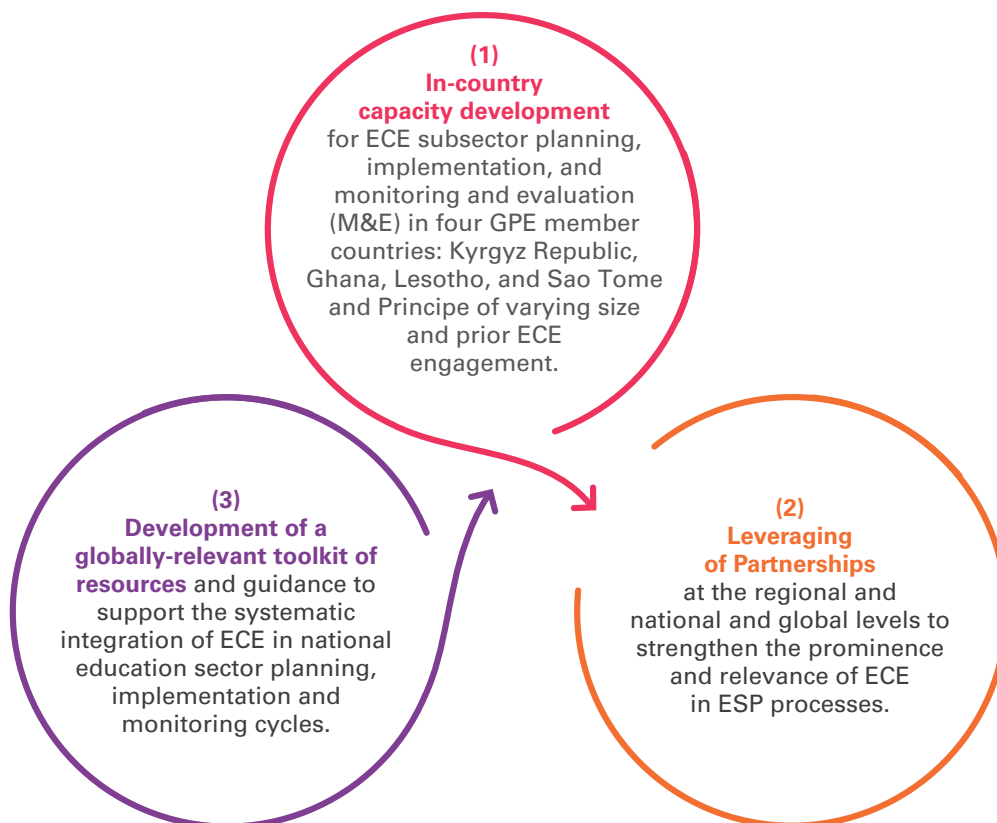 (1)
In-country
capacity development
for ECE subsector planning,
implementation, and
monitoring and evaluation
(M&E) in four GPE member
countries: Kyrgyz Republic,
Ghana, Lesotho, and Sao Tome
and Principe of varying size
and prior ECE
engagement.
(2)
Leveraging
of Partnerships
at the regional and
national and global levels to
strengthen the prominence
and relevance of ECE
in ESP processes.
(3)
Development of a
globally-relevant toolkit of
resources and guidance to
support the systematic
integration of ECE in national
education sector planning,
implementation and
monitoring cycles.